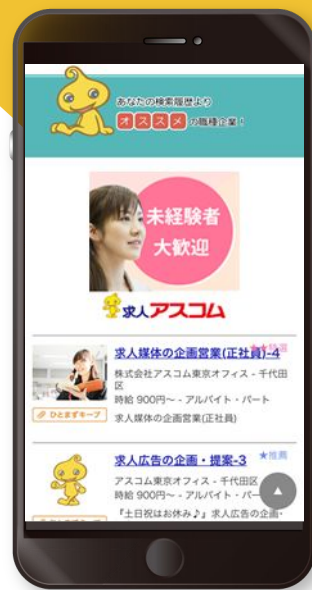 あなたの検索履歴より
オススメの職種企業！
未経験者
大歓迎
求人アスコム
求人媒体の企画営業(正社員)-4
★★特選
株式会社アスコム東京オフィス - 千代田
区
時給 900円〜 - アルバイト・パート
ひとまずキープ
求人媒体の企画営業(正社員)
求人広告の企画・提案-3
★推薦
アスコム東京オフィス - 千代田区
時給 900円〜 - アルバイト・パー
『土日祝はお休み♪』求人広告の企画・